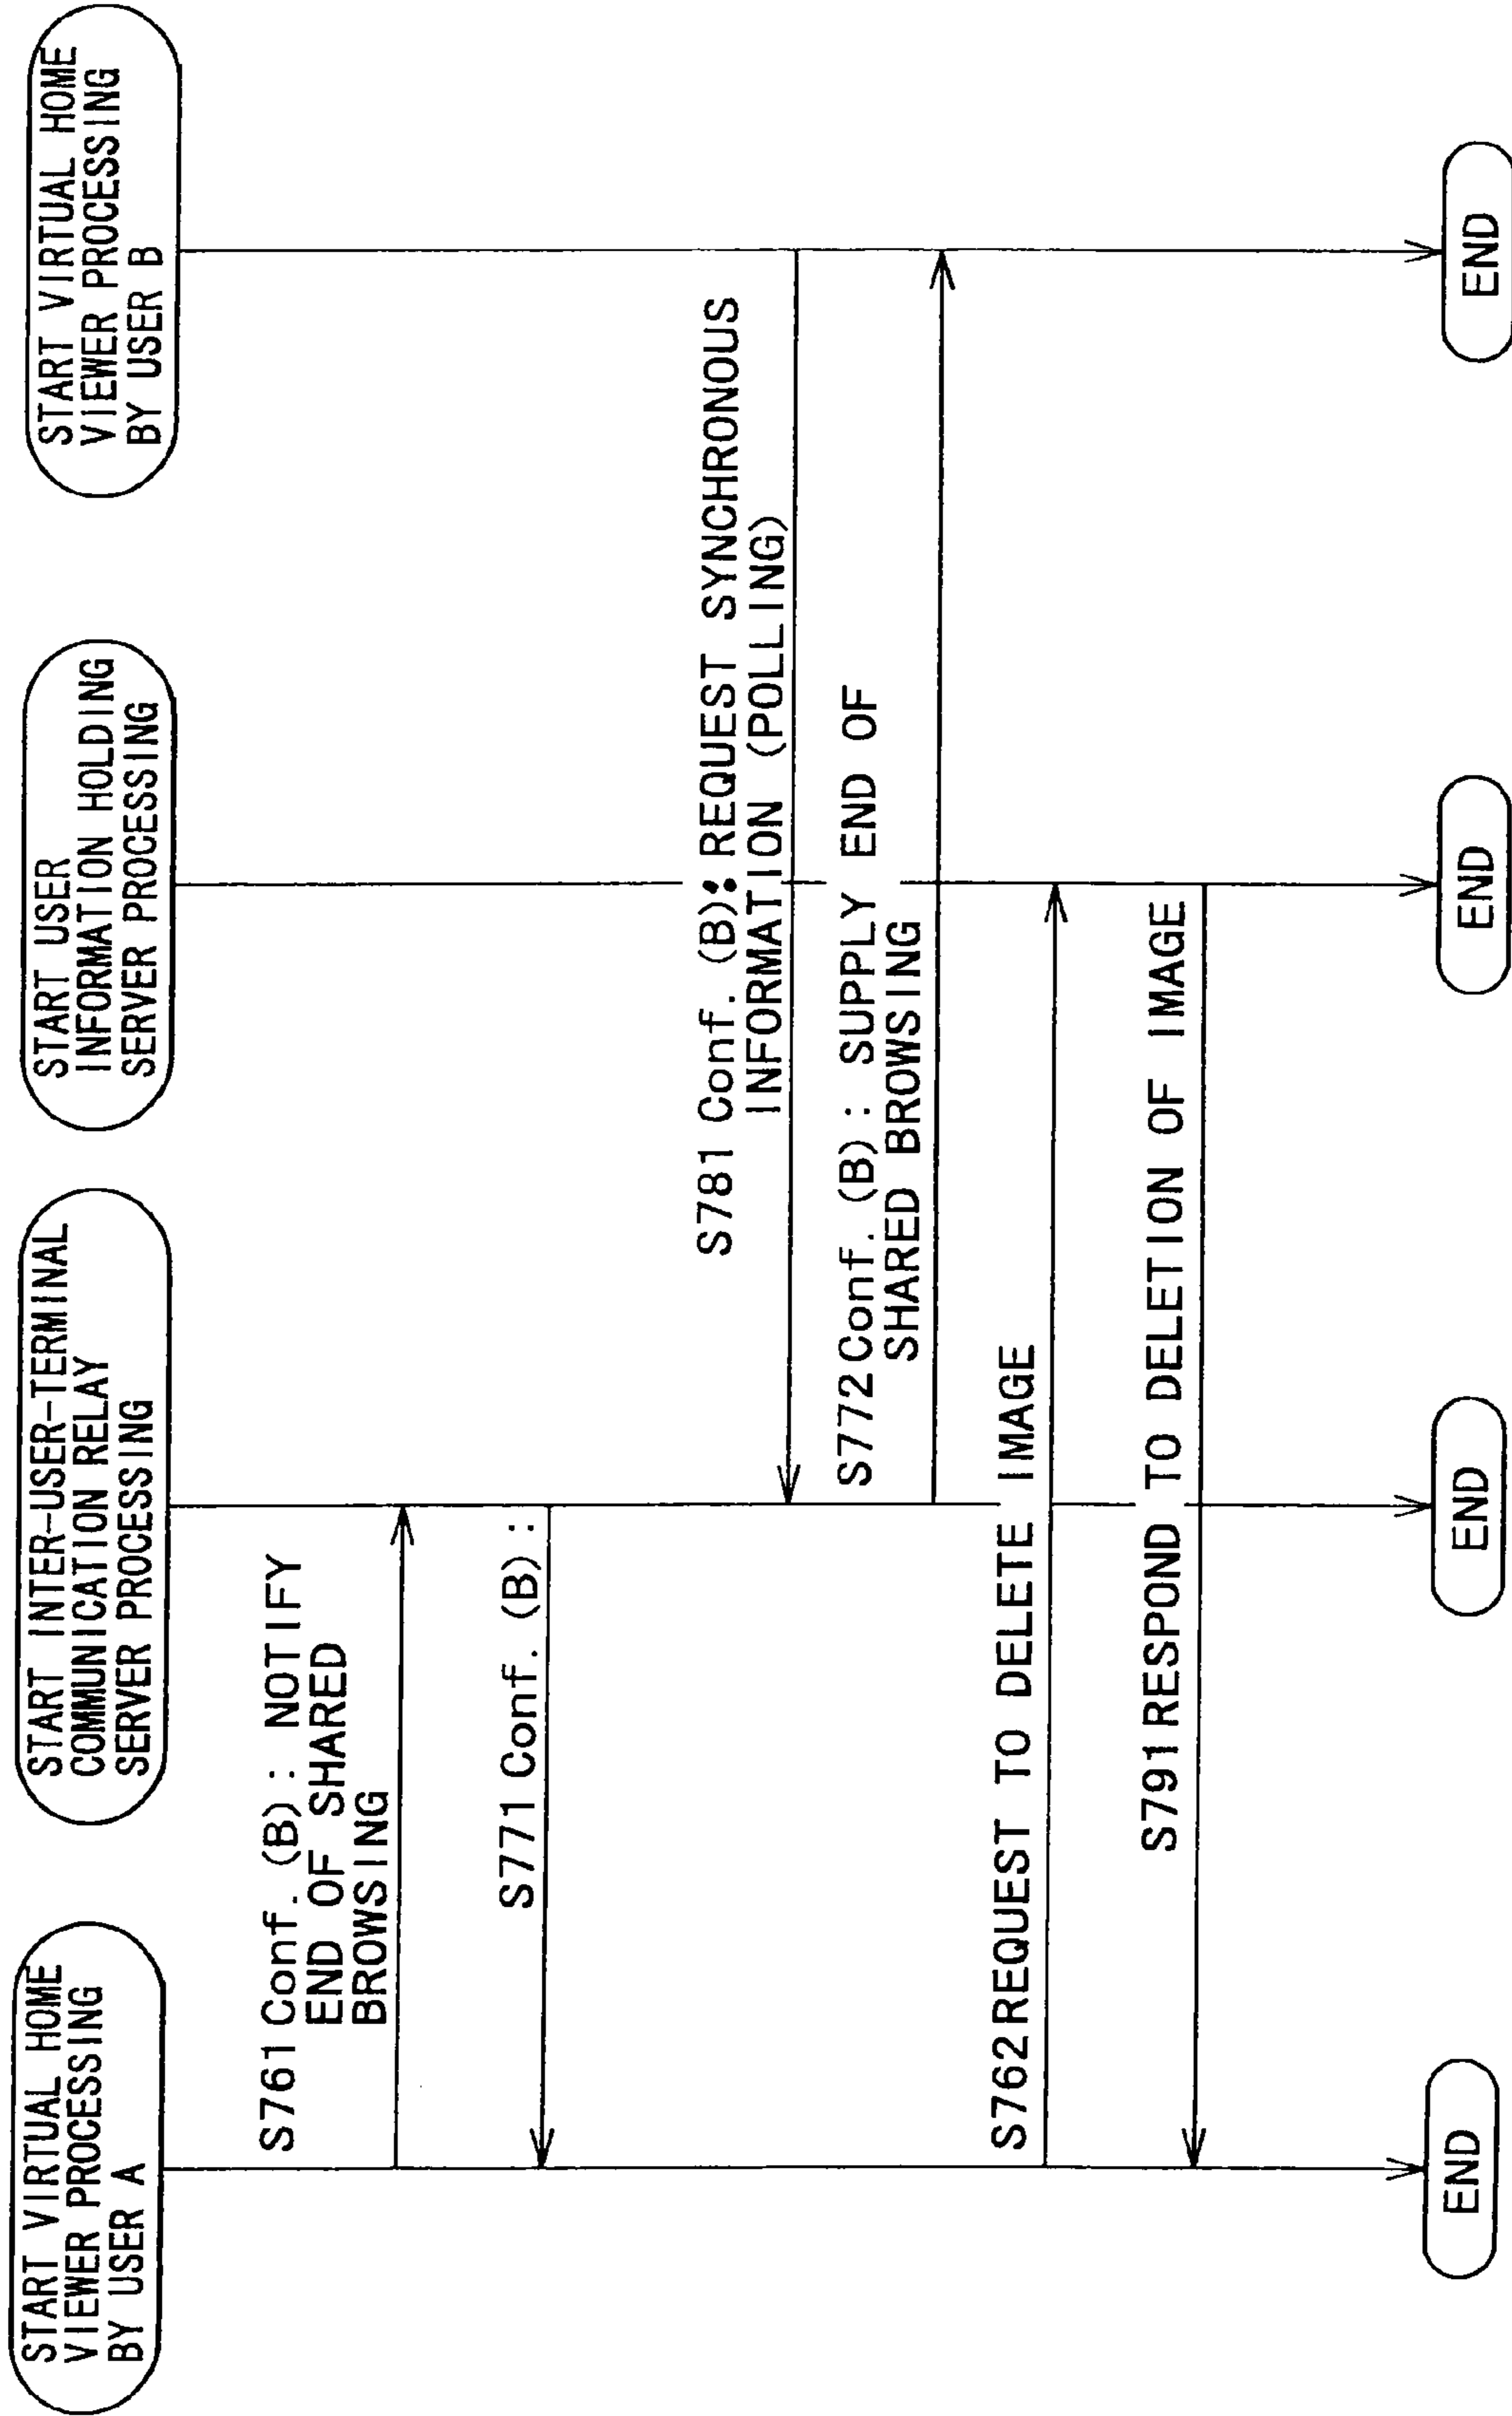 START VIRTUAL HOME
VIEWER PROCESSING
BY USER A
START INTER-USER-TERMINAL
COMMUNICATION RELAY
SERVER PROCESSING
START USER
INFORMATION HOLDING
SERVER PROCESSING
START VIRTUAL HOME
VIEWER PROCESSING
BY USER B
S761 Conf. (B) : NOTIFY
END OF SHARED
BROWSING
S771 Conf. (B) :
S781 Conf. (B): REQUEST SYNCHRONOUS
INFORMATION (POLLING)
S772 Conf. (B) : SUPPLY END OF
SHARED BROWSING
S762 REQUEST TO DELETE IMAGE
S791 RESPOND TO DELETION OF IMAGE
END
END
END
END